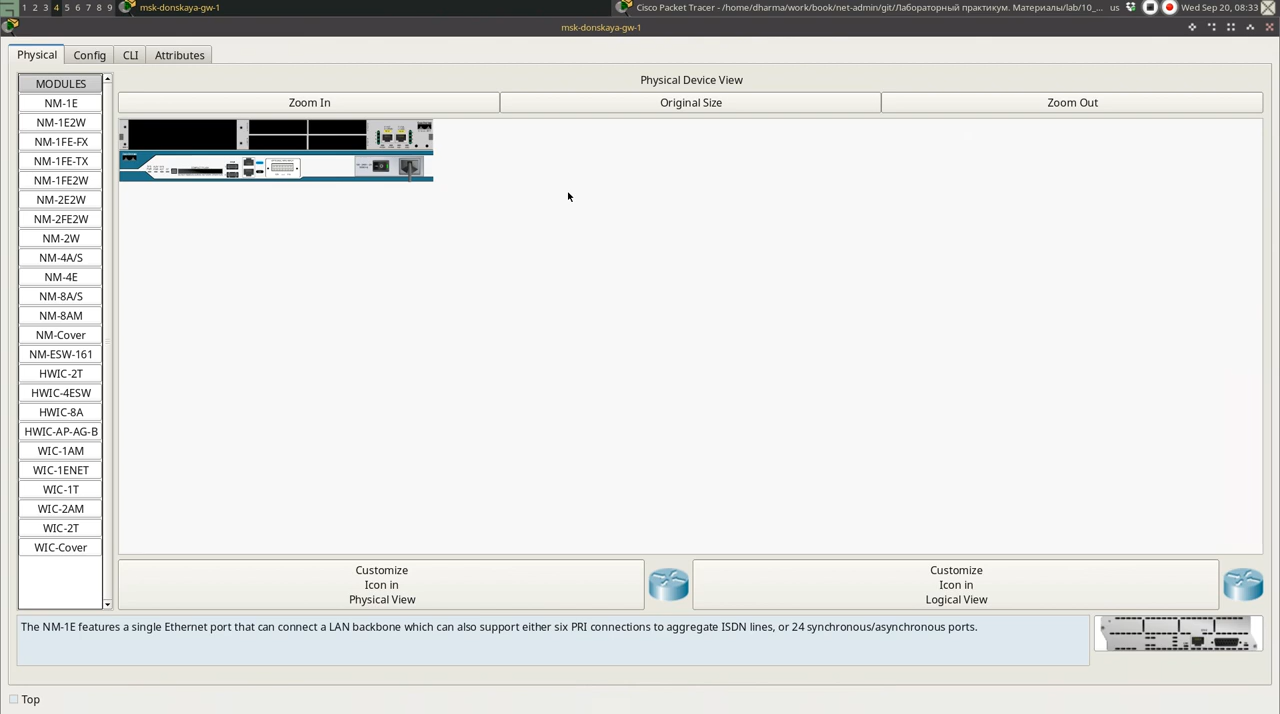 1 2 3 4 5 6 7 8 9 msk-donskaya-gw-1 Cisco Packet Tracer - /home/dharma/work/book/net-admin/git/Лабораторный практикум. Материалы/lab/10_... us Wed Sep 20, 08:33
msk-donskaya-gw-1
Physical Config CLI Attributes
MODULES
NM-1E
NM-1E2W
NM-1FE-FX
NM-1FE-TX
NM-1FE2W
NM-2E2W
NM-2FE2W
NM-2W
NM-4A/S
NM-4E
NM-8A/S
NM-8AM
NM-Cover
NM-ESW-161
HWIC-2T
HWIC-4ESW
HWIC-8A
HWIC-AP-AG-B
WIC-1AM
WIC-1ENET
WIC-1T
WIC-2AM
WIC-2T
WIC-Cover
Physical Device View
Zoom In Original Size Zoom Out
Customize
Icon in
Physical View
Customize
Icon in
Logical View
The NM-1E features a single Ethernet port that can connect a LAN backbone which can also support either six PRI connections to aggregate ISDN lines, or 24 synchronous/asynchronous ports.
Top